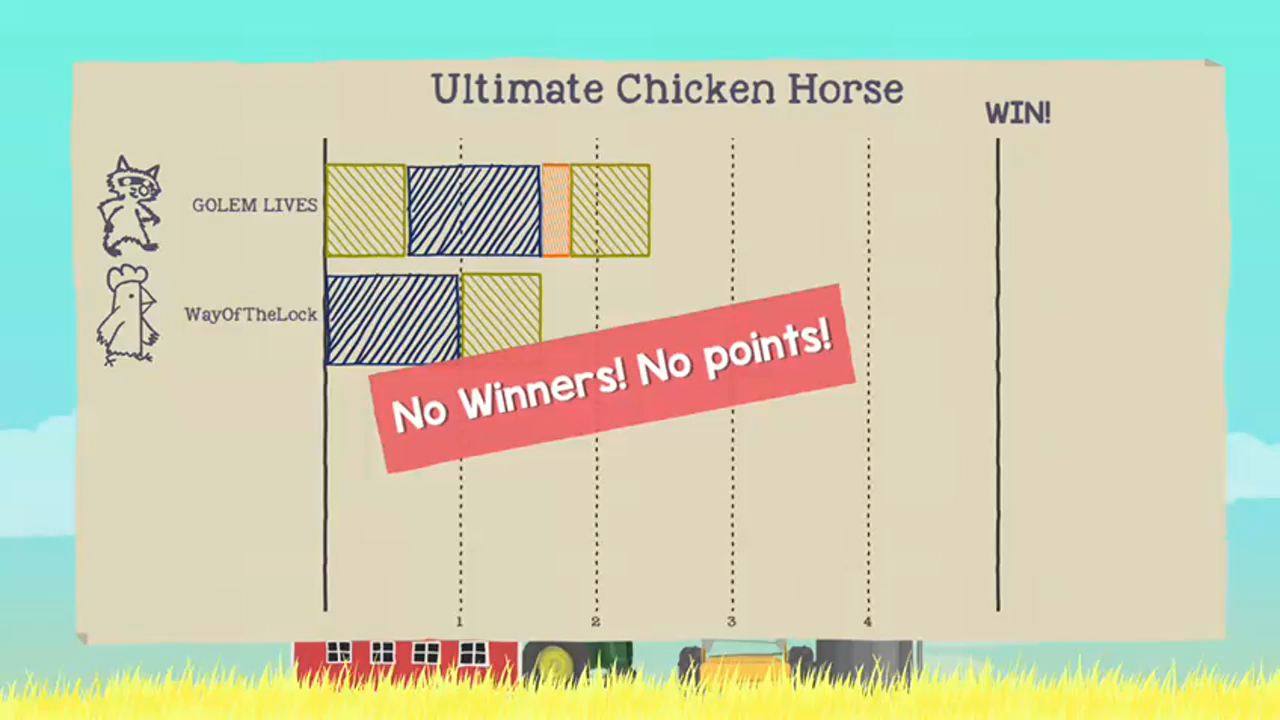 Ultimate Chicken Horse
WIN!
GOLEM LIVES
WayOfTheLock
No Winners! No points!
1 2 3 4